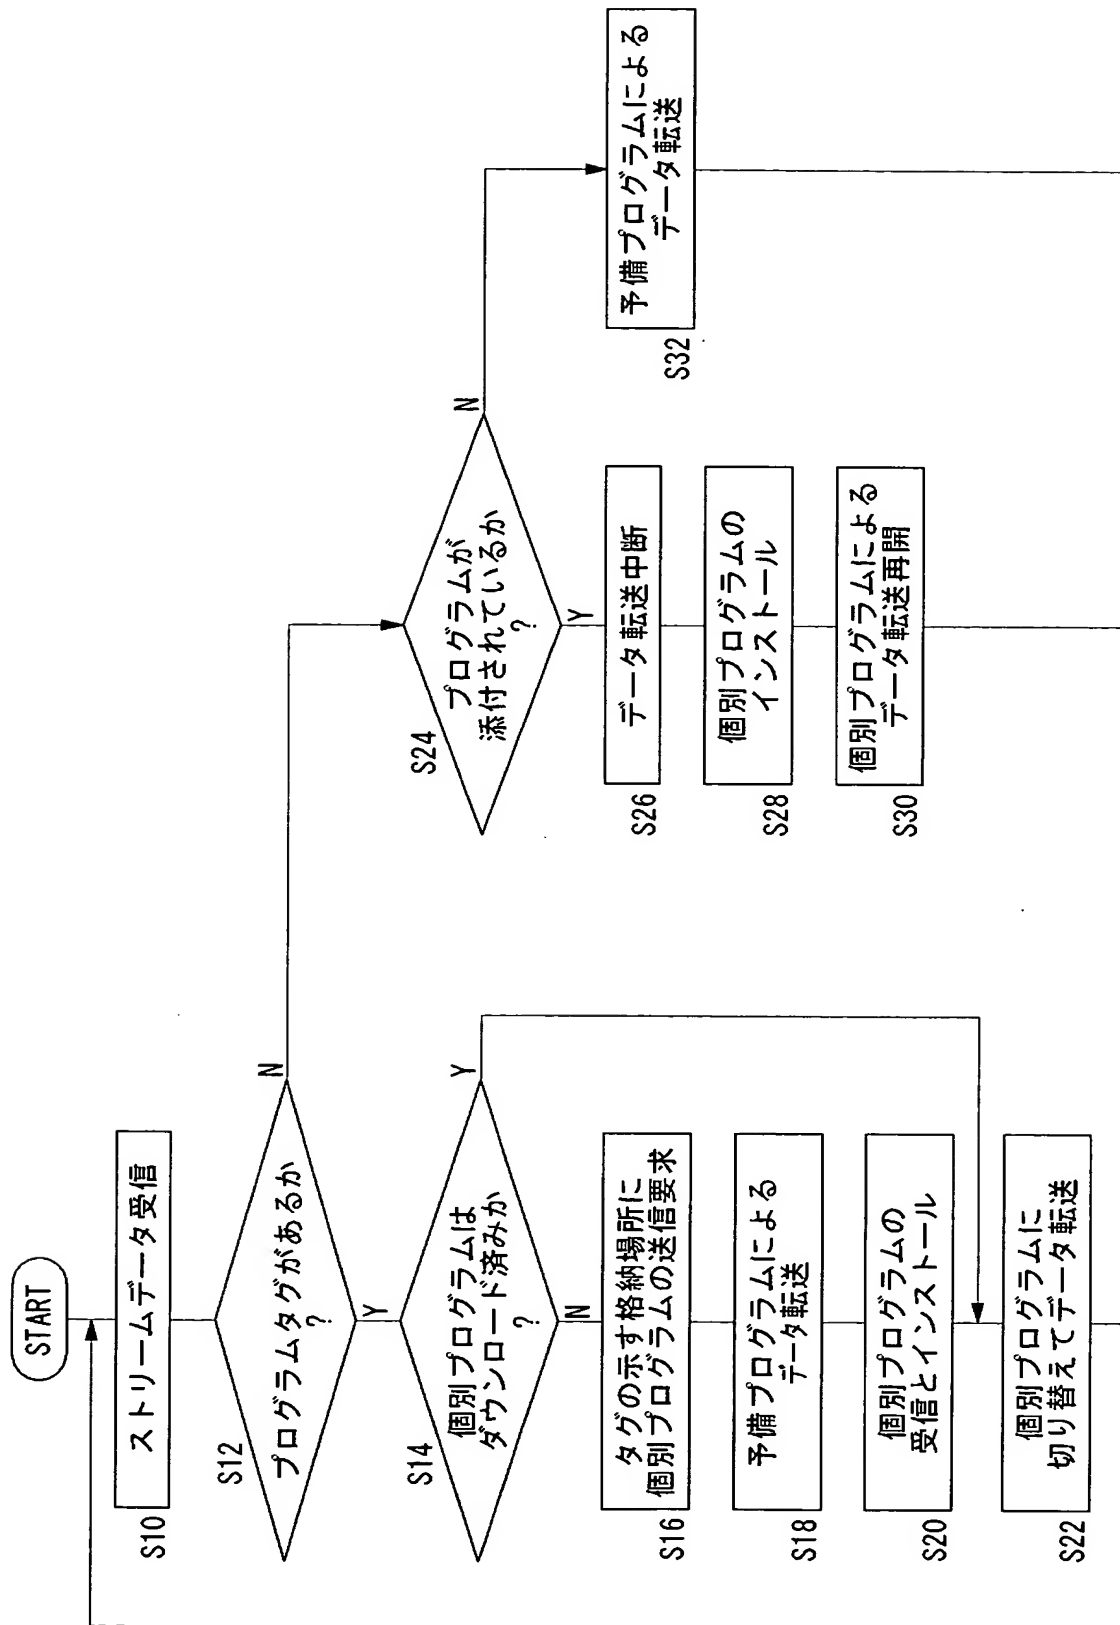 START
ストリームデータ受信
S10
S12
プログラムタグがあるか
?
N
Y
S14
個別プログラムは
ダウンロード済みか
?
Y
N
タグの示す格納場所に
個別プログラムの送信要求
S16
予備プログラムによる
データ転送
S18
個別プログラムの
受信とインストール
S20
個別プログラムに
切り替えてデータ転送
S22
S24
プログラムが
添付されているか
?
N
Y
データ転送中断
S26
個別プログラムの
インストール
S28
個別プログラムによる
データ転送再開
S30
予備プログラムによる
データ転送
S32